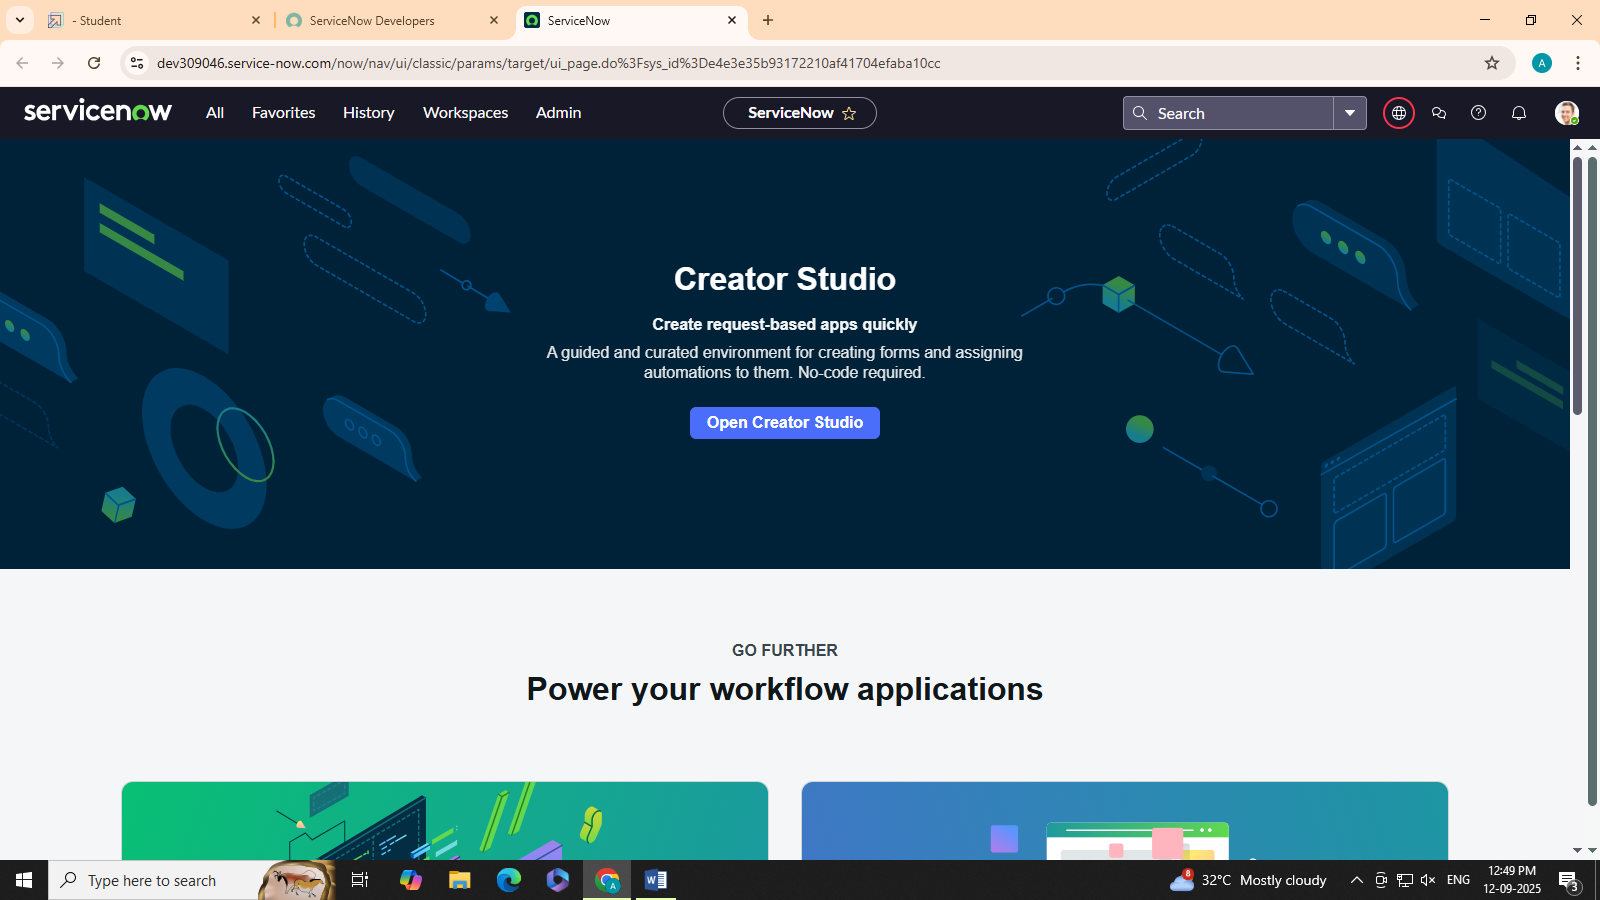 - Student
ServiceNow Developers
ServiceNow
dev309046.service-now.com/now/nav/ui/classic/params/target/ui_page.do%3Fsys_id%3De4e3e35b93172210af41704efaba10cc
A
servicenow
All
Favorites
History
Workspaces
Admin
ServiceNow
Search
Creator Studio
Create request-based apps quickly
A guided and curated environment for creating forms and assigning
automations to them. No-code required.
Open Creator Studio
GO FURTHER
Power your workflow applications
Type here to search
A
W
8
32°C Mostly cloudy
ENG
12:49 PM
12-09-2025
3